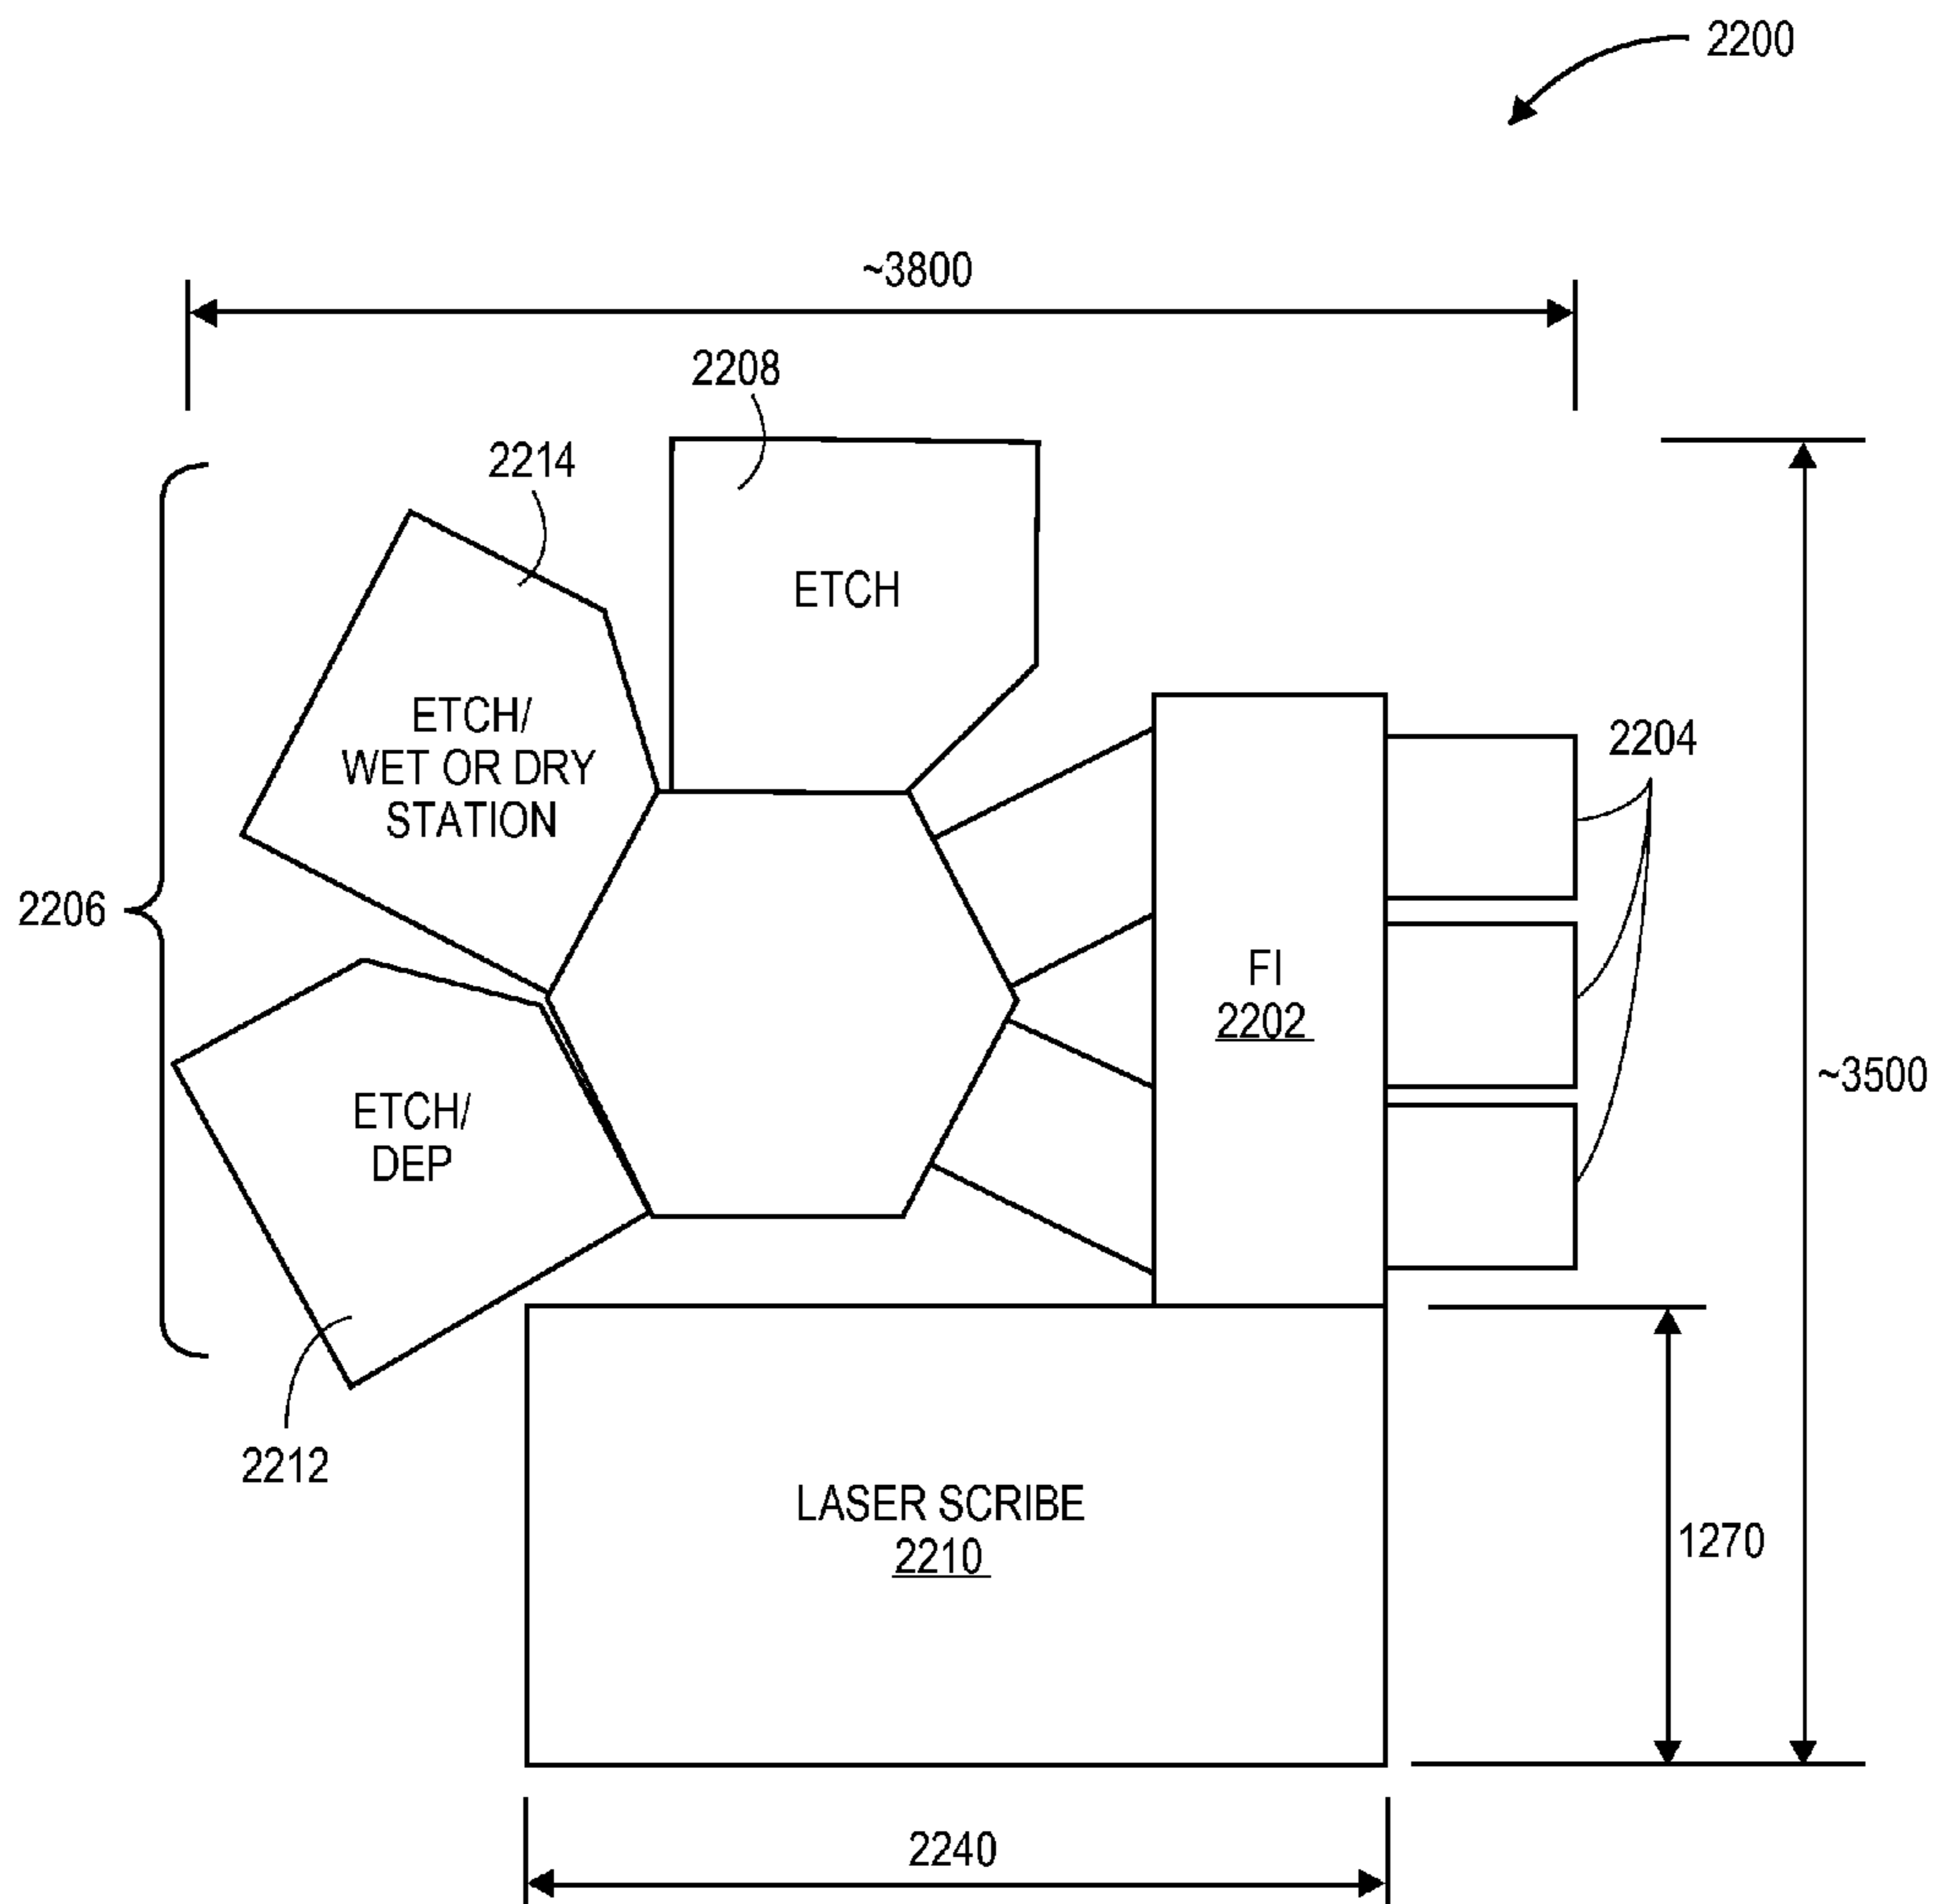 2200
~3800
2208
2214
ETCH
ETCH/
WET OR DRY
STATION
2204
2206
FI
2202
~3500
ETCH/
DEP
2212
LASER SCRIBE
2210
1270
2240